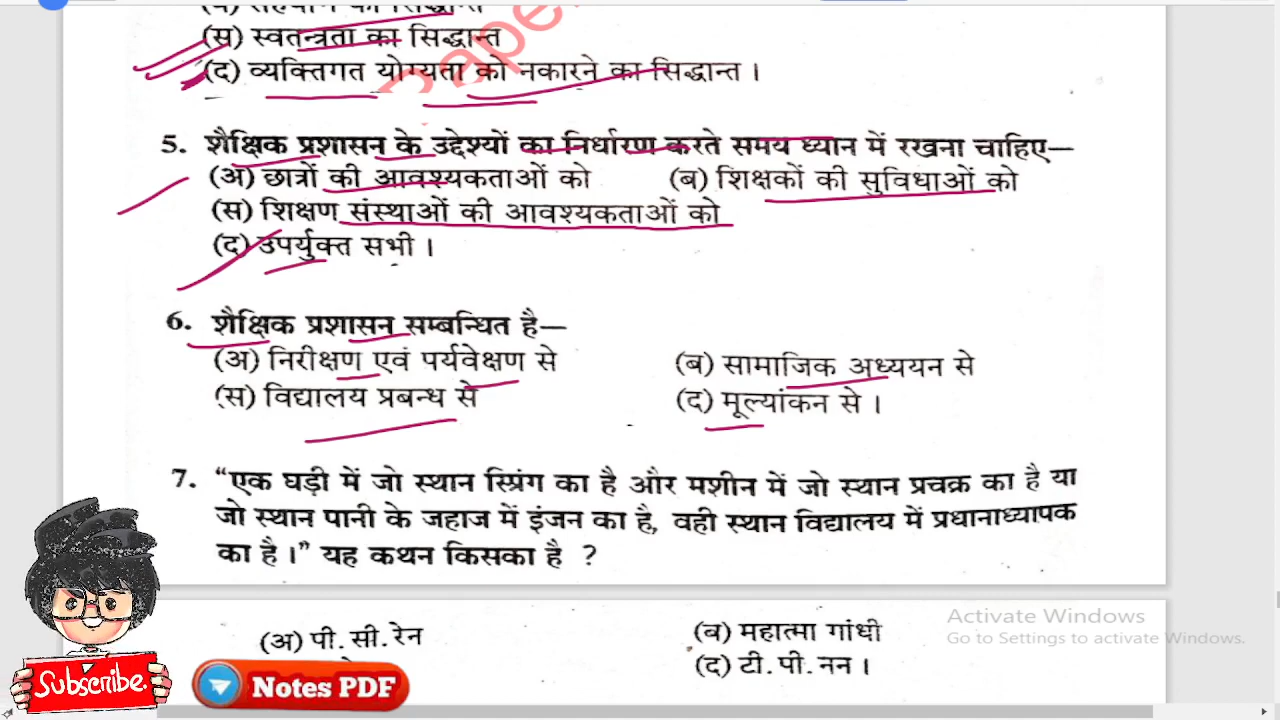 (स) स्वतन्त्रता का सिद्धान्त
(द) व्यक्तिगत योग्यता को नकारने का सिद्धान्त।
5. शैक्षिक प्रशासन के उद्देश्यों का निर्धारण करते समय ध्यान में रखना चाहिए—
(अ) छात्रों की आवश्यकताओं को (ब) शिक्षकों की सुविधाओं को
(स) शिक्षण संस्थाओं की आवश्यकताओं को
(द) उपर्युक्त सभी।
6. शैक्षिक प्रशासन सम्बन्धित है—
(अ) निरीक्षण एवं पर्यवेक्षण से (ब) सामाजिक अध्ययन से
(स) विद्यालय प्रबन्ध से (द) मूल्यांकन से।
7. “एक घड़ी में जो स्थान स्प्रिंग का है और मशीन में जो स्थान प्रचक्र का है या
जो स्थान पानी के जहाज में इंजन का है, वही स्थान विद्यालय में प्रधानाध्यापक
का है।” यह कथन किसका है ?
Activate Windows
Go to Settings to activate Windows.
(अ) पी. सी. रेन (ब) महात्मा गांधी
(द) टी. पी. नन।
Subscribe.
Notes PDF